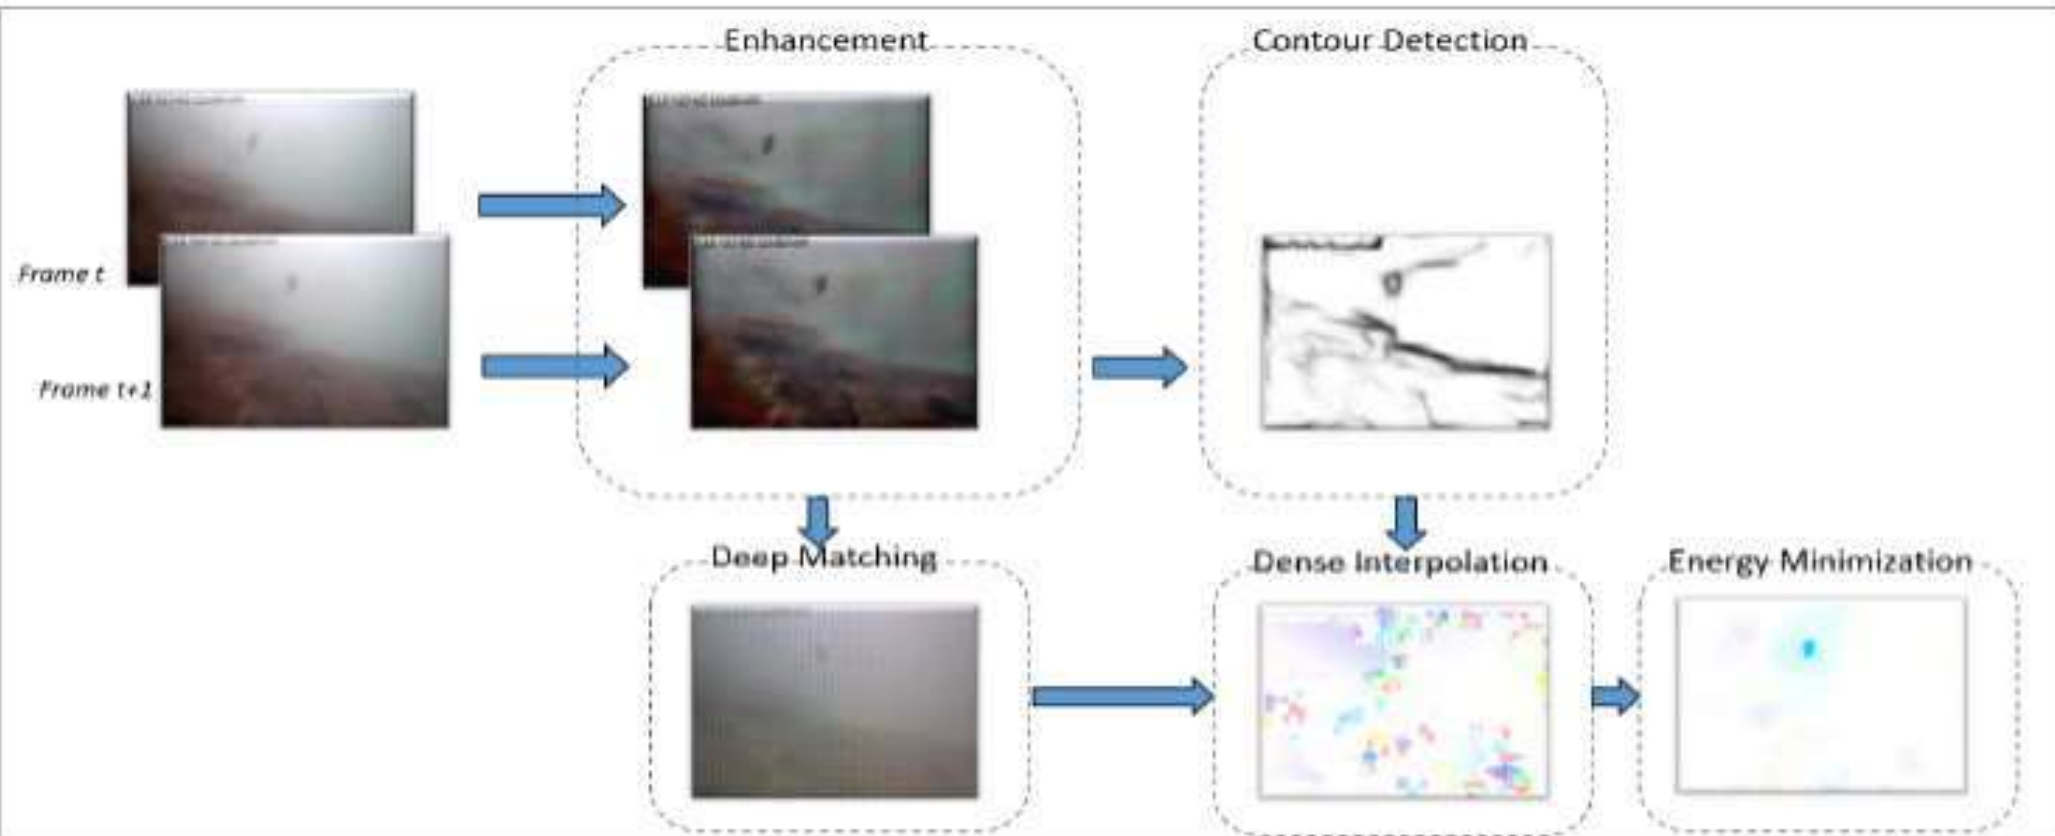 Enhancement
Contour Detection
Frame t
Frame t+1
Deep Matching
Dense Interpolation
Energy Minimization